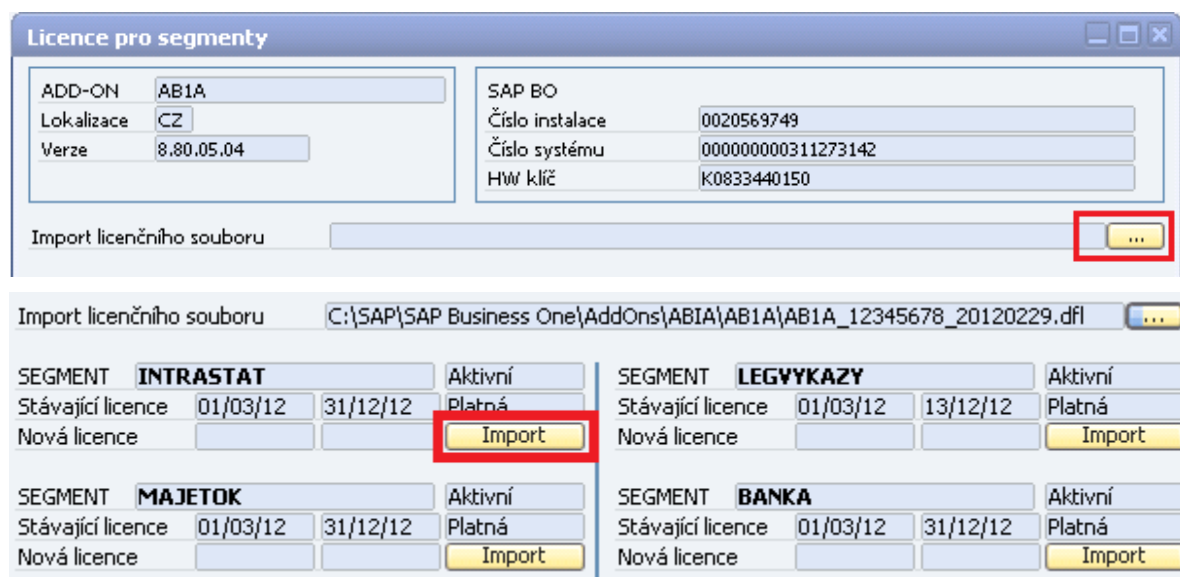 Licence pro segmenty
ADD-ON AB1A
Lokalizace CZ
Verze 8.80.05.04
SAP BO
Číslo instalace 0020569749
Číslo systému 000000000311273142
HW klíč K0833440150
Import licenčního souboru ...
Import licenčního souboru C:\SAP\SAP Business One\AddOns\ABIA\AB1A\AB1A_12345678_20120229.dfl ...
SEGMENT INTRASTAT Aktivní
Stávající licence 01/03/12 31/12/12 Platná
Nová licence Import
SEGMENT LEGVYKAZY Aktivní
Stávající licence 01/03/12 13/12/12 Platná
Nová licence Import
SEGMENT MAJETOK Aktivní
Stávající licence 01/03/12 31/12/12 Platná
Nová licence Import
SEGMENT BANKA Aktivní
Stávající licence 01/03/12 31/12/12 Platná
Nová licence Import